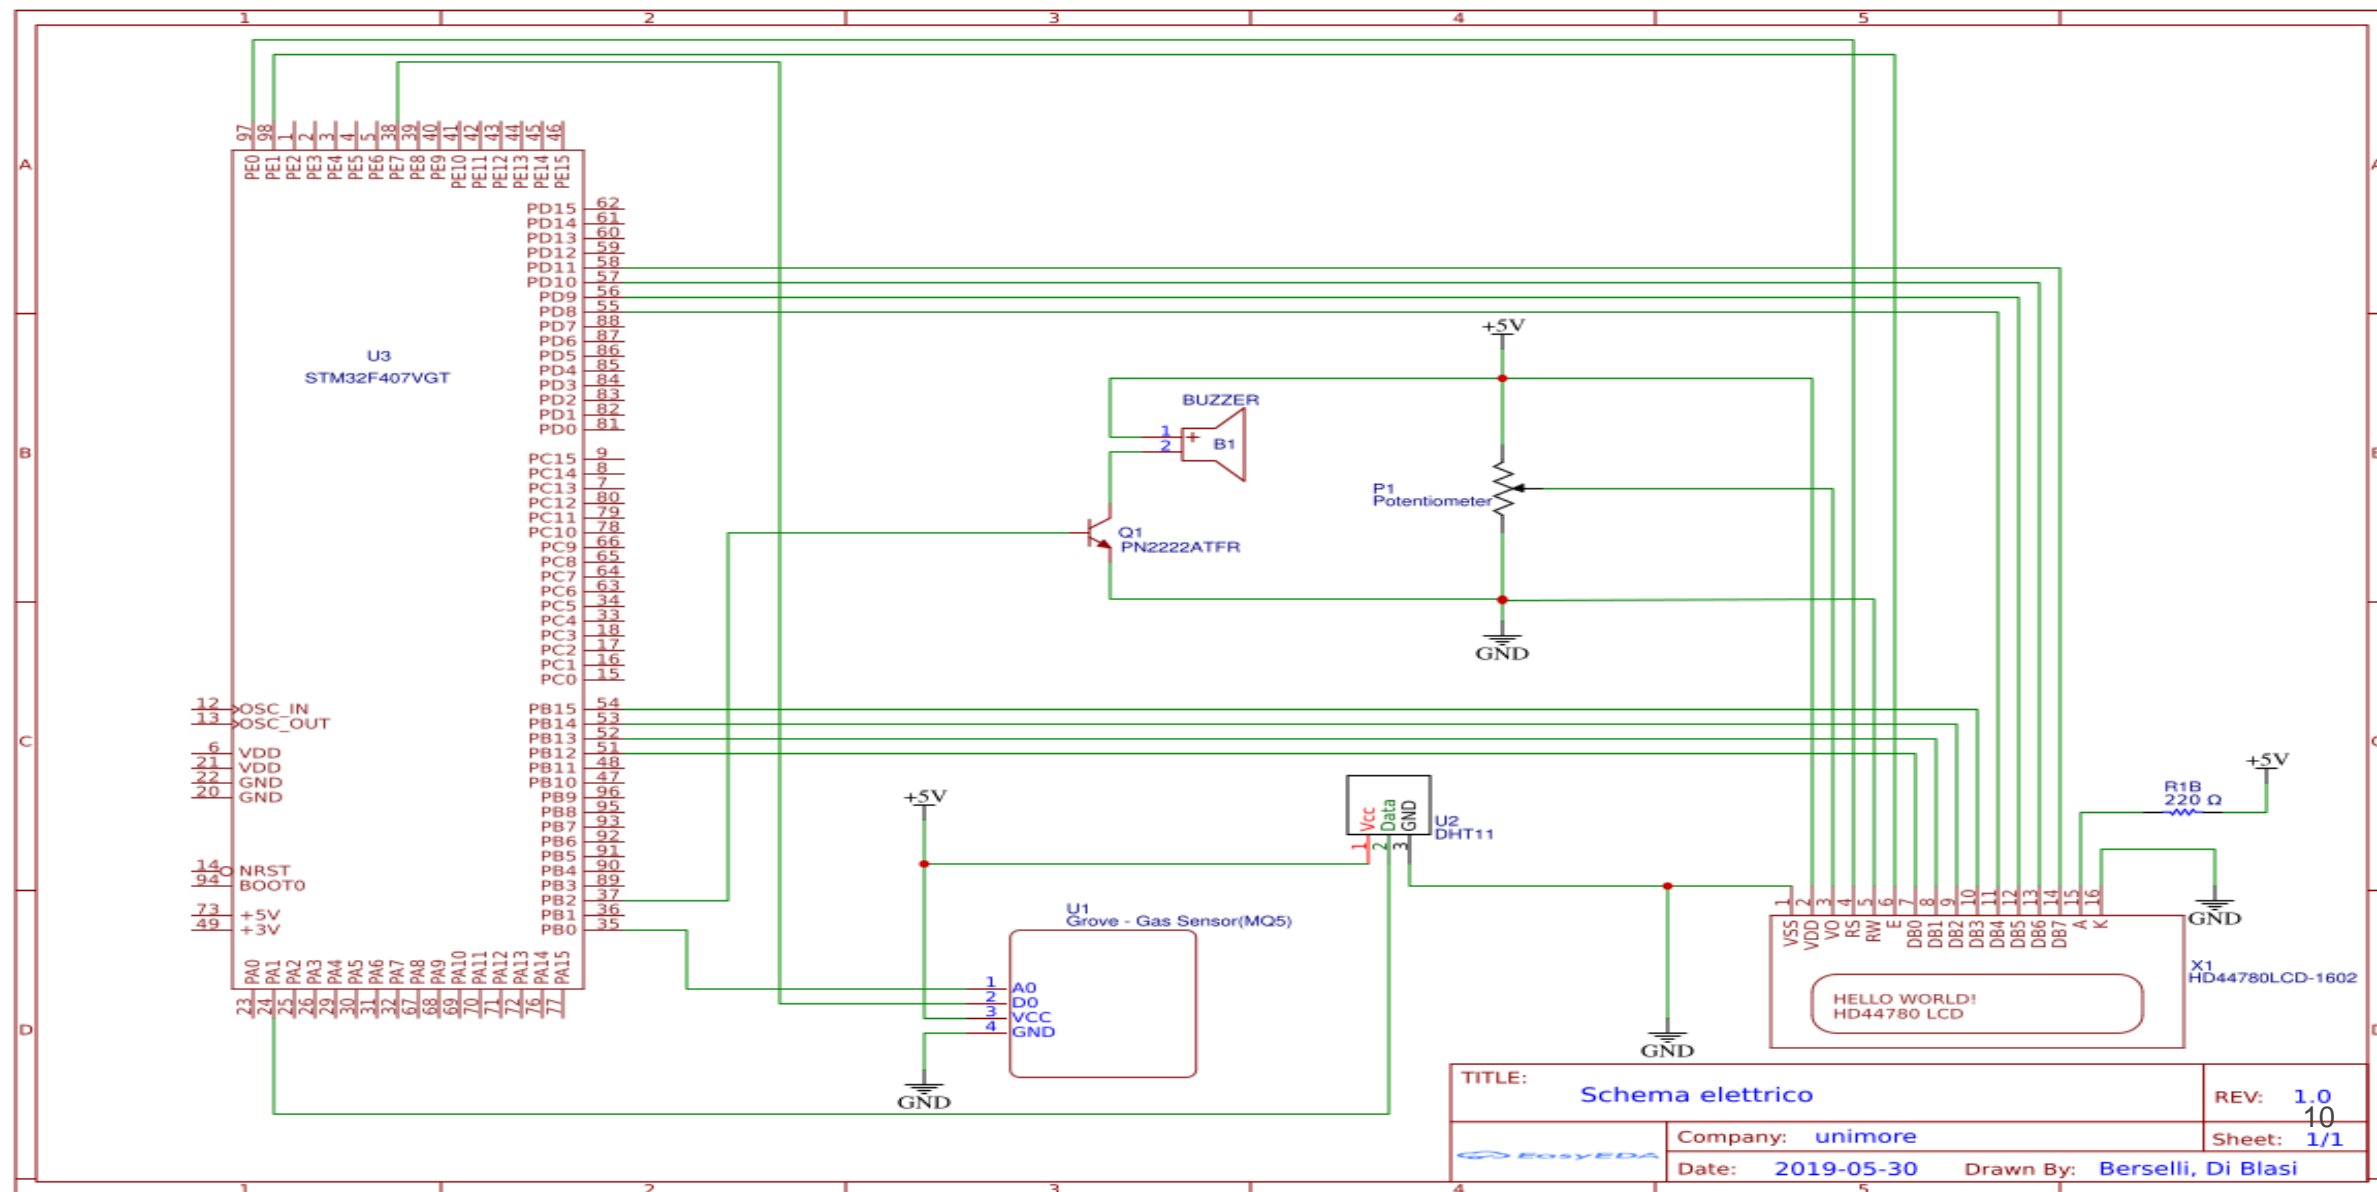 1 2 3 4 5
97 98 1 2 3 4 5 38 39 40 41 42 43 44 45 46
PE0 PE1 PE2 PE3 PE4 PE5 PE6 PE7 PE8 PE9 PE10 PE11 PE12 PE13 PE14 PE15
A A
PD15 62
PD14 61
PD13 60
PD12 59
PD11 58
PD10 57
PD9 56
PD8 55
PD7 88
PD6 87
PD5 86
PD4 85
PD3 84
PD2 83
PD1 82
PD0 81
U3
STM32F407VGT
B
PC15 9
PC14 8
PC13 7
PC12 80
PC11 79
PC10 78
PC9 66
PC8 65
PC7 64
PC6 63
PC5 34
PC4 33
PC3 18
PC2 17
PC1 16
PC0 15
+5V
BUZZER
1
2
+
B1
P1
Potentiometer
Q1
PN2222ATFR
GND
C
12 OSC_IN
13 OSC_OUT
6 VDD
21 VDD
22 GND
20 GND
14 NRST
94 BOOT0
73 +5V
49 +3V
PB15 54
PB14 53
PB13 52
PB12 51
PB11 48
PB10 47
PB9 96
PB8 95
PB7 93
PB6 92
PB5 91
PB4 90
PB3 89
PB2 37
PB1 36
PB0 35
PA0 PA1 PA2 PA3 PA4 PA5 PA6 PA7 PA8 PA9 PA10 PA11 PA12 PA13 PA14 PA15
23 24 25 26 29 30 31 32 67 68 69 70 71 72 76 77
D
+5V
Vcc Data GND
1 2 3
U2
DHT11
U1
Grove - Gas Sensor(MQ5)
1 A0
2 D0
3 VCC
4 GND
GND
GND
+5V
R1B
220 Ω
GND
1 2 3 4 5 6 7 8 9 10 11 12 13 14 15 16
VSS VDD VO RS RW E DB0 DB1 DB2 DB3 DB4 DB5 DB6 DB7 A K
X1
HD44780LCD-1602
HELLO WORLD!
HD44780 LCD
TITLE:
Schema elettrico
REV: 1.0
10
EasyEDA
Company: unimore
Sheet: 1/1
Date: 2019-05-30 Drawn By: Berselli, Di Blasi
1 2 3 4 5